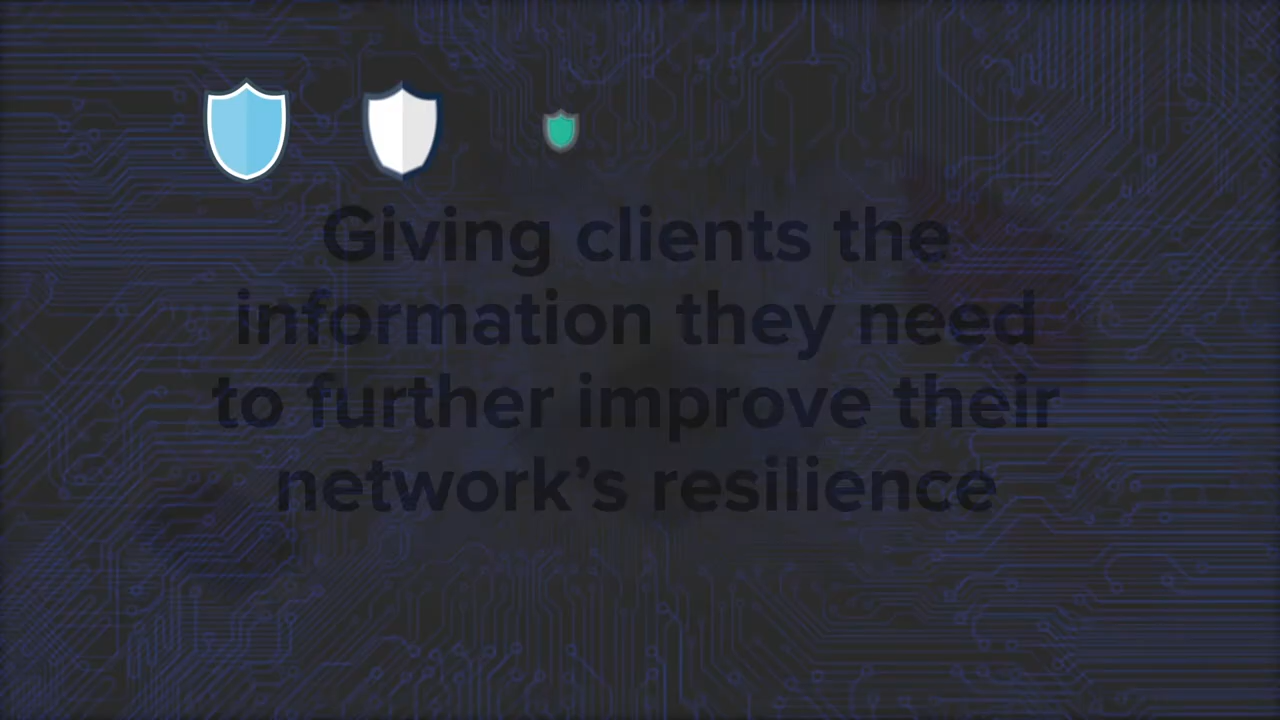 Giving clients the
information they need
to further improve their
network’s resilience